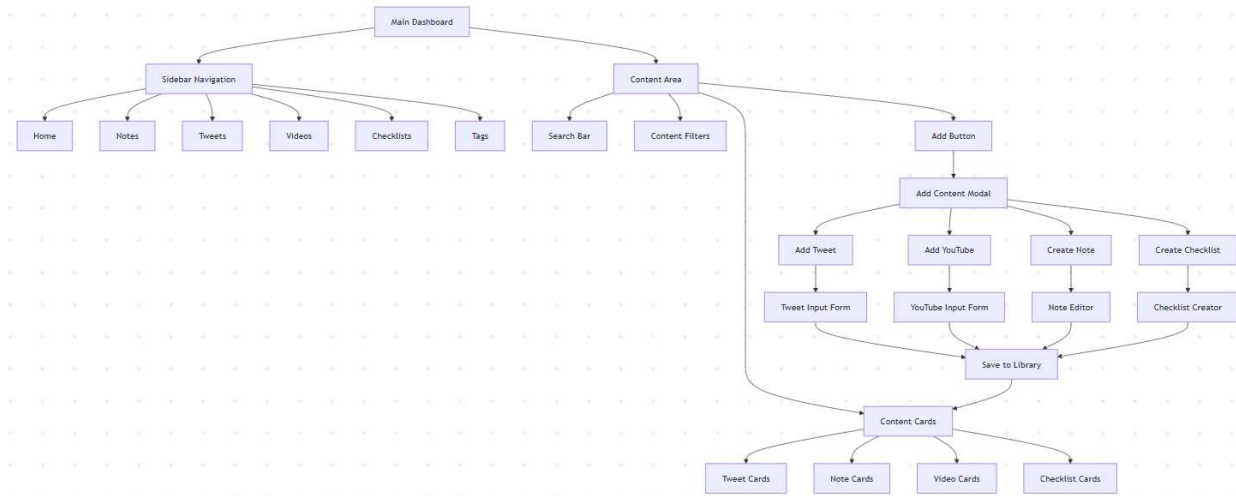 Main Dashboard
Sidebar Navigation
Content Area
Home
Notes
Tweets
Videos
Checklists
Tags
Search Bar
Content Filters
Add Button
Add Content Modal
Add Tweet
Add YouTube
Create Note
Create Checklist
Tweet Input Form
YouTube Input Form
Note Editor
Checklist Creator
Save to Library
Content Cards
Tweet Cards
Note Cards
Video Cards
Checklist Cards